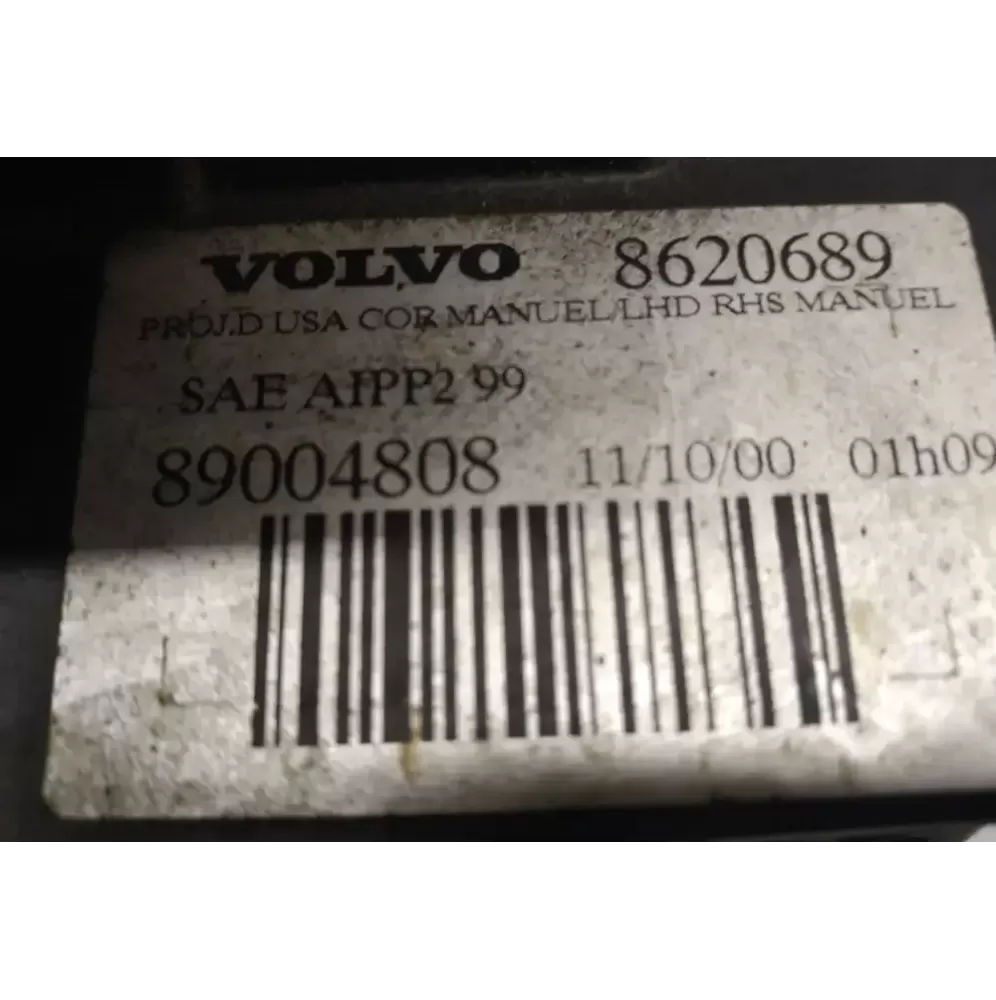 VOLVO 8620689
PROJ.D USA COR MANUEL/LHD RHS MANUEL
SAE AIPP2 99
89004808 11/10/00 01h09